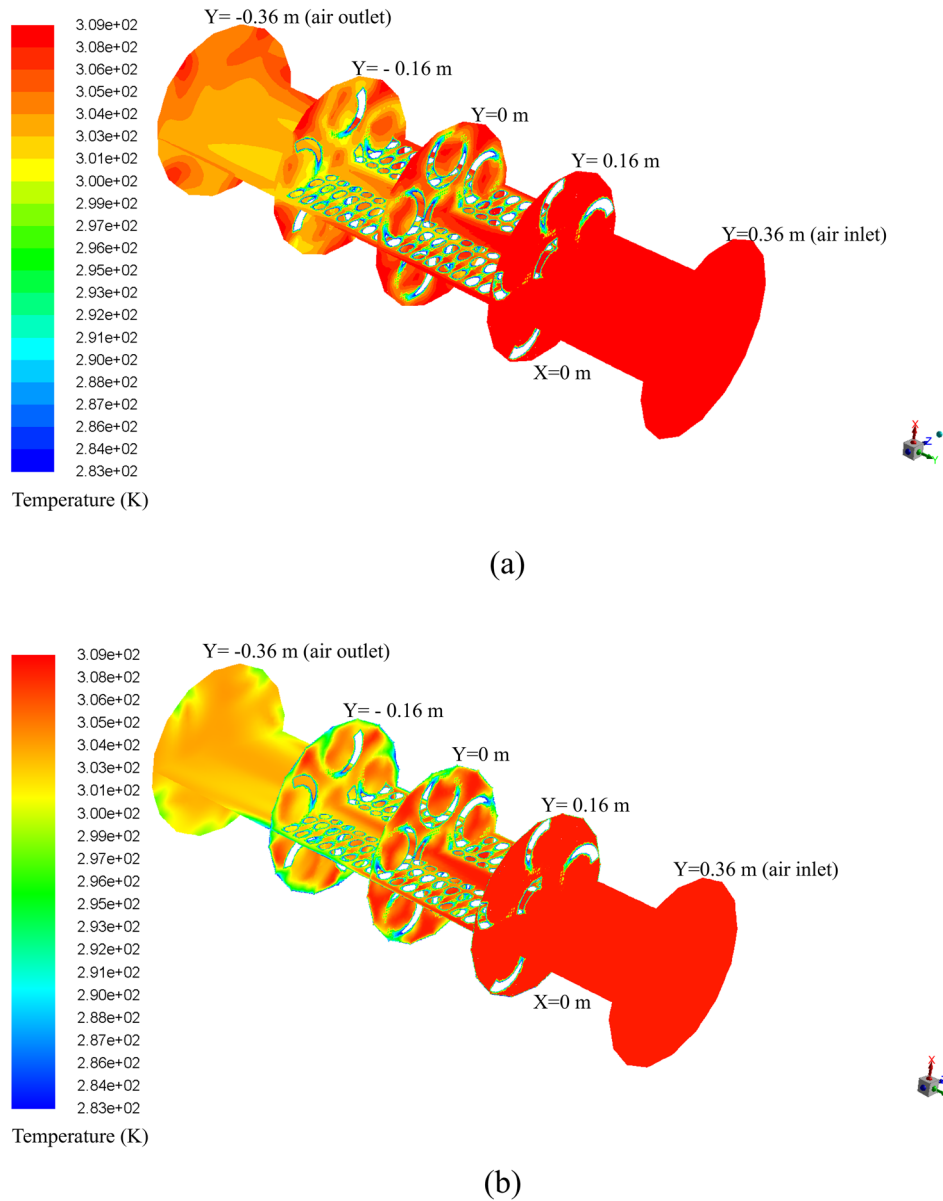 Y= -0.36 m (air outlet)
3.09e+02
3.08e+02
3.06e+02
3.05e+02
3.04e+02
3.03e+02
3.01e+02
3.00e+02
2.99e+02
2.97e+02
2.96e+02
2.95e+02
2.93e+02
2.92e+02
2.91e+02
2.90e+02
2.88e+02
2.87e+02
2.86e+02
2.84e+02
2.83e+02
Temperature (K)
Y= - 0.16 m
Y=0 m
Y= 0.16 m
Y=0.36 m (air inlet)
X=0 m
X
Z
Y
(a)
Y= -0.36 m (air outlet)
3.09e+02
3.08e+02
3.06e+02
3.05e+02
3.04e+02
3.03e+02
3.01e+02
3.00e+02
2.99e+02
2.97e+02
2.96e+02
2.95e+02
2.93e+02
2.92e+02
2.91e+02
2.90e+02
2.88e+02
2.87e+02
2.86e+02
2.84e+02
2.83e+02
Temperature (K)
Y= - 0.16 m
Y=0 m
Y= 0.16 m
Y=0.36 m (air inlet)
X=0 m
X
(b)